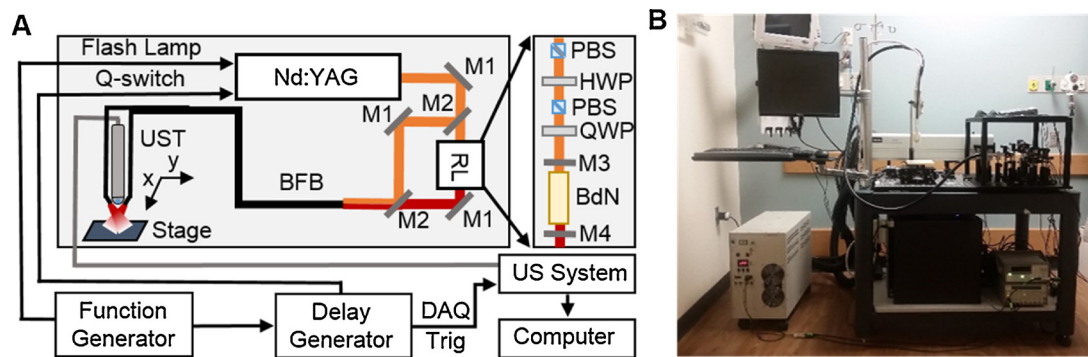 A
B
Flash Lamp
Q-switch
Nd:YAG
M1
M1
M2
UST
y
x
BFB
RL
Stage
M2
M1
PBS
HWP
PBS
QWP
M3
BdN
M4
US System
Function
Generator
Delay
Generator
DAQ
Trig
Computer